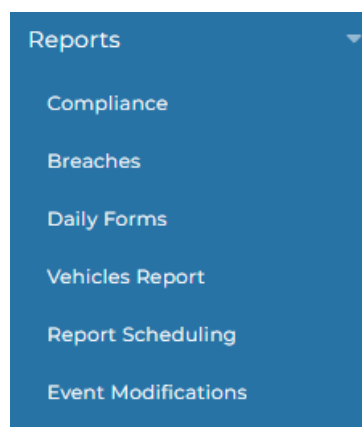 Reports
Compliance
Breaches
Daily Forms
Vehicles Report
Report Scheduling
Event Modifications